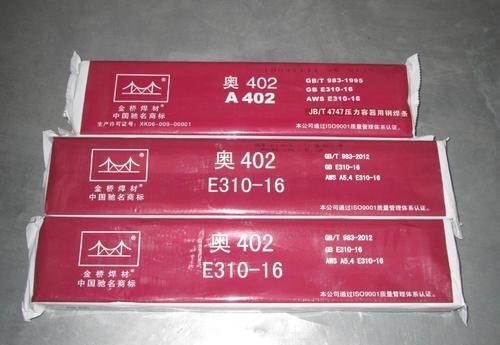 金桥焊材
中国驰名商标
生产许可证号:XK06-009-00001
奥 402
A 402
GB/T 983-1995
GB E310-16
AWS E310-16
JB/T 4747压力容器用钢焊条
本公司通过ISO9001质量管理体系认证
金桥焊材
中国驰名商标
奥 402
E310-16
GB/T 983-2012
GB E310-16
AWS A5.4 E310-16
本公司通过ISO9001质量管理体系认证.
金桥焊材
中国驰名商标
奥 402
E310-16
GB/T 983-2012
GB E310-16
AWS A5.4 E310-16
本公司通过ISO9001质量管理体系认证.